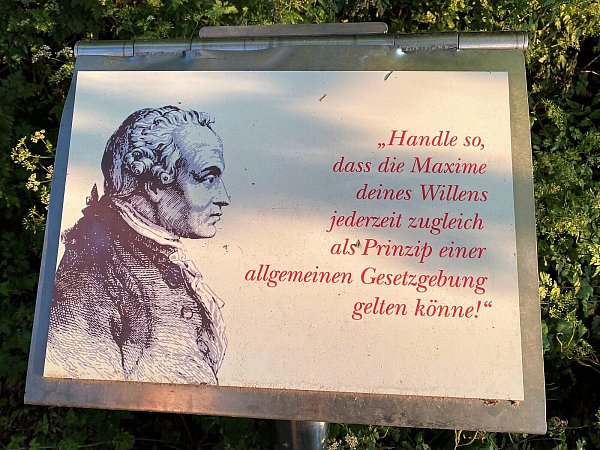 „Handle so,
dass die Maxime
deines Willens
jederzeit zugleich
als Prinzip einer
allgemeinen Gesetzgebung
gelten könne!“